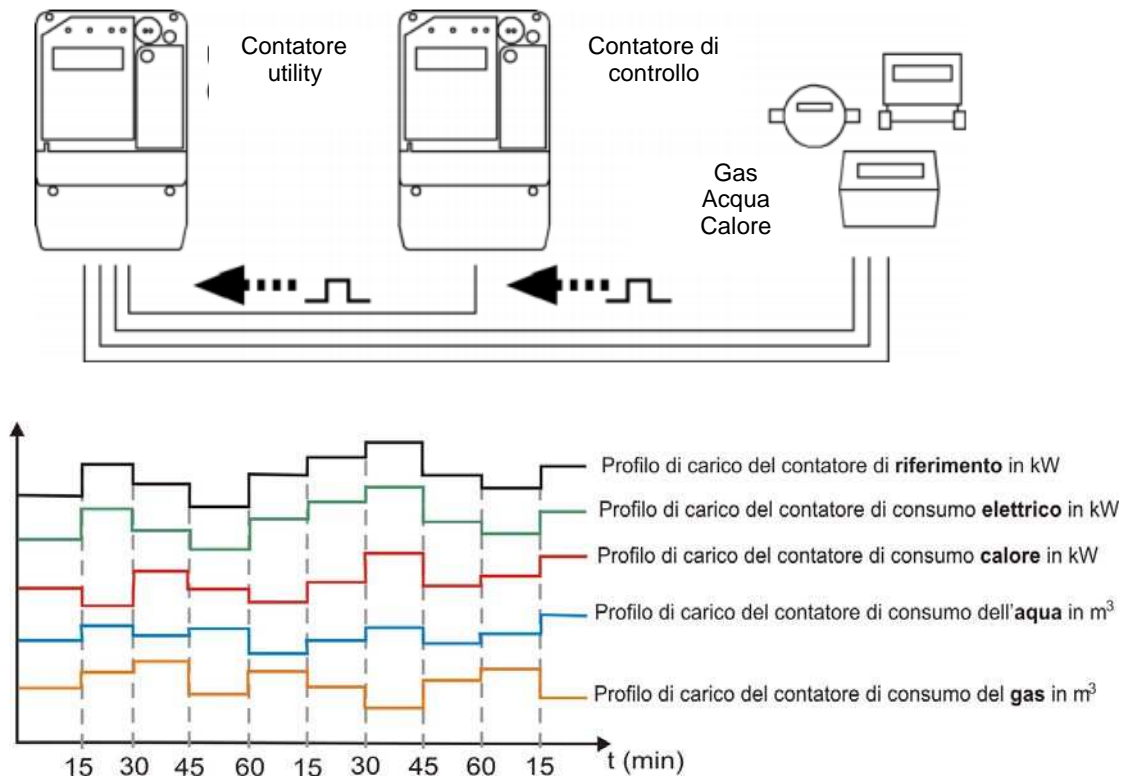 Contatore
utility
Contatore di
controllo
Gas
Acqua
Calore
Profilo di carico del contatore di riferimento in kW
Profilo di carico del contatore di consumo elettrico in kW
Profilo di carico del contatore di consumo calore in kW
Profilo di carico del contatore di consumo dell'aqua in m³
Profilo di carico del contatore di consumo del gas in m³
15 30 45 60 15 30 45 60 15 t (min)